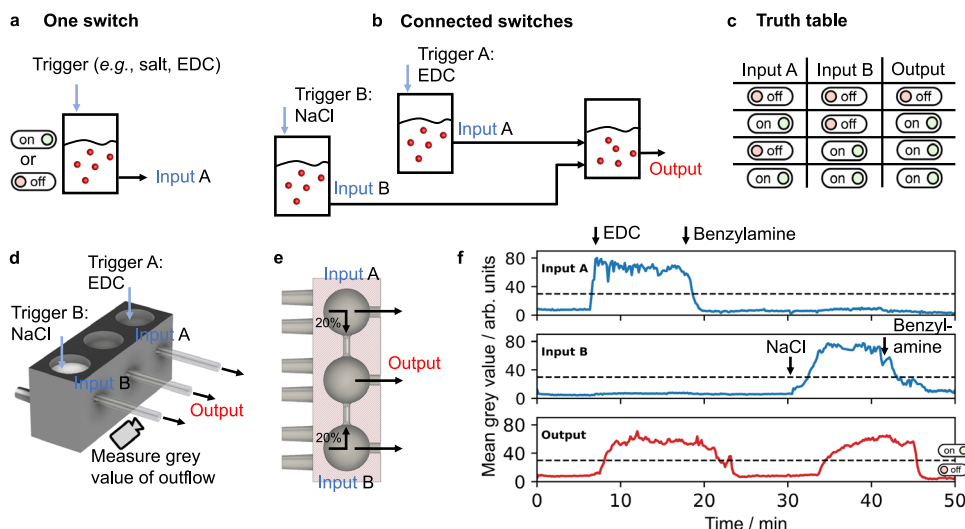 a One switch
Trigger (e.g., salt, EDC)
on
or
off
Input A
b Connected switches
Trigger A:
EDC
Trigger B:
NaCl
Input A
Input B
Output
c Truth table
Input A Input B Output
off off off
on off on
off on on
on on on
d
Trigger A:
EDC
Trigger B:
NaCl
Input A
Input B
Output
Measure grey
value of outflow
e
Input A
20%
Output
20%
Input B
f
EDC Benzylamine
Mean grey value / arb. units
80
40
0
Input A
80
40
0
Input B
NaCl
Benzyl-
amine
80
40
0
Output
on
off
0 10 20 30 40 50
Time / min